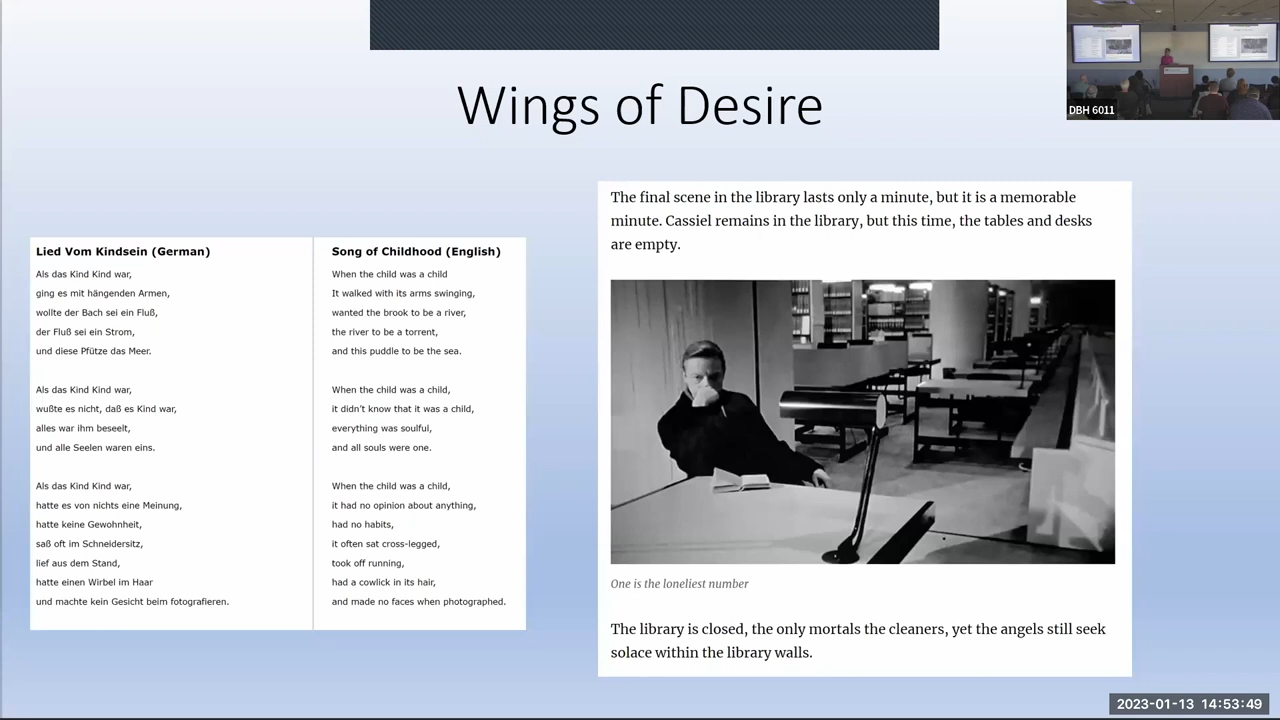 DBH 6011
Wings of Desire
Lied Vom Kindsein (German)
Als das Kind Kind war,
ging es mit hängenden Armen,
wollte der Bach sei ein Fluß,
der Fluß sei ein Strom,
und diese Pfütze das Meer.
Als das Kind Kind war,
wußte es nicht, daß es Kind war,
alles war ihm beseelt,
und alle Seelen waren eins.
Als das Kind Kind war,
hatte es von nichts eine Meinung,
hatte keine Gewohnheit,
saß oft im Schneidersitz,
lief aus dem Stand,
hatte einen Wirbel im Haar
und machte kein Gesicht beim fotografieren.
Song of Childhood (English)
When the child was a child
It walked with its arms swinging,
wanted the brook to be a river,
the river to be a torrent,
and this puddle to be the sea.
When the child was a child,
it didn't know that it was a child,
everything was soulful,
and all souls were one.
When the child was a child,
it had no opinion about anything,
had no habits,
it often sat cross-legged,
took off running,
had a cowlick in its hair,
and made no faces when photographed.
The final scene in the library lasts only a minute, but it is a memorable
minute. Cassiel remains in the library, but this time, the tables and desks
are empty.
One is the loneliest number
The library is closed, the only mortals the cleaners, yet the angels still seek
solace within the library walls.
2023-01-13 14:53:49